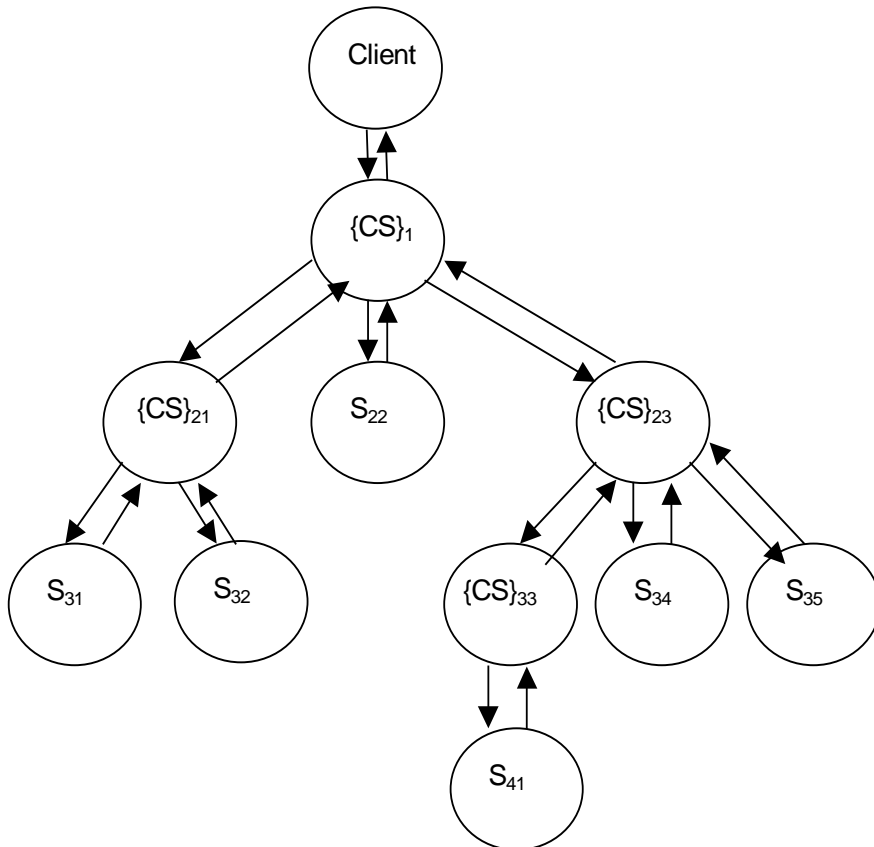 Client
{CS}₁
{CS}₂₁
S₂₂
{CS}₂₃
S₃₁
S₃₂
{CS}₃₃
S₃₄
S₃₅
S₄₁